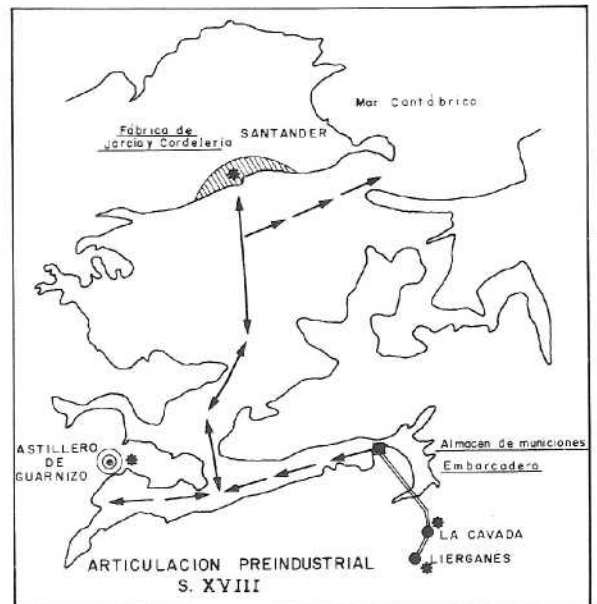 Mar Cantábrico
Fábrica de
Jarcia y Cordelería
SANTANDER
ASTILLERO
DE
GUARNIZO
Almacen de municiones
Embarcadero
LA CAVADA
LIERGANES
ARTICULACION PREINDUSTRIAL
S. XVIII